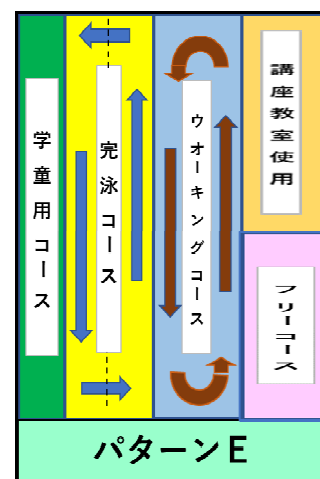 学童用コース
完泳コース
ウオーキングコース
講座教室使用
フリーコース
パターンE